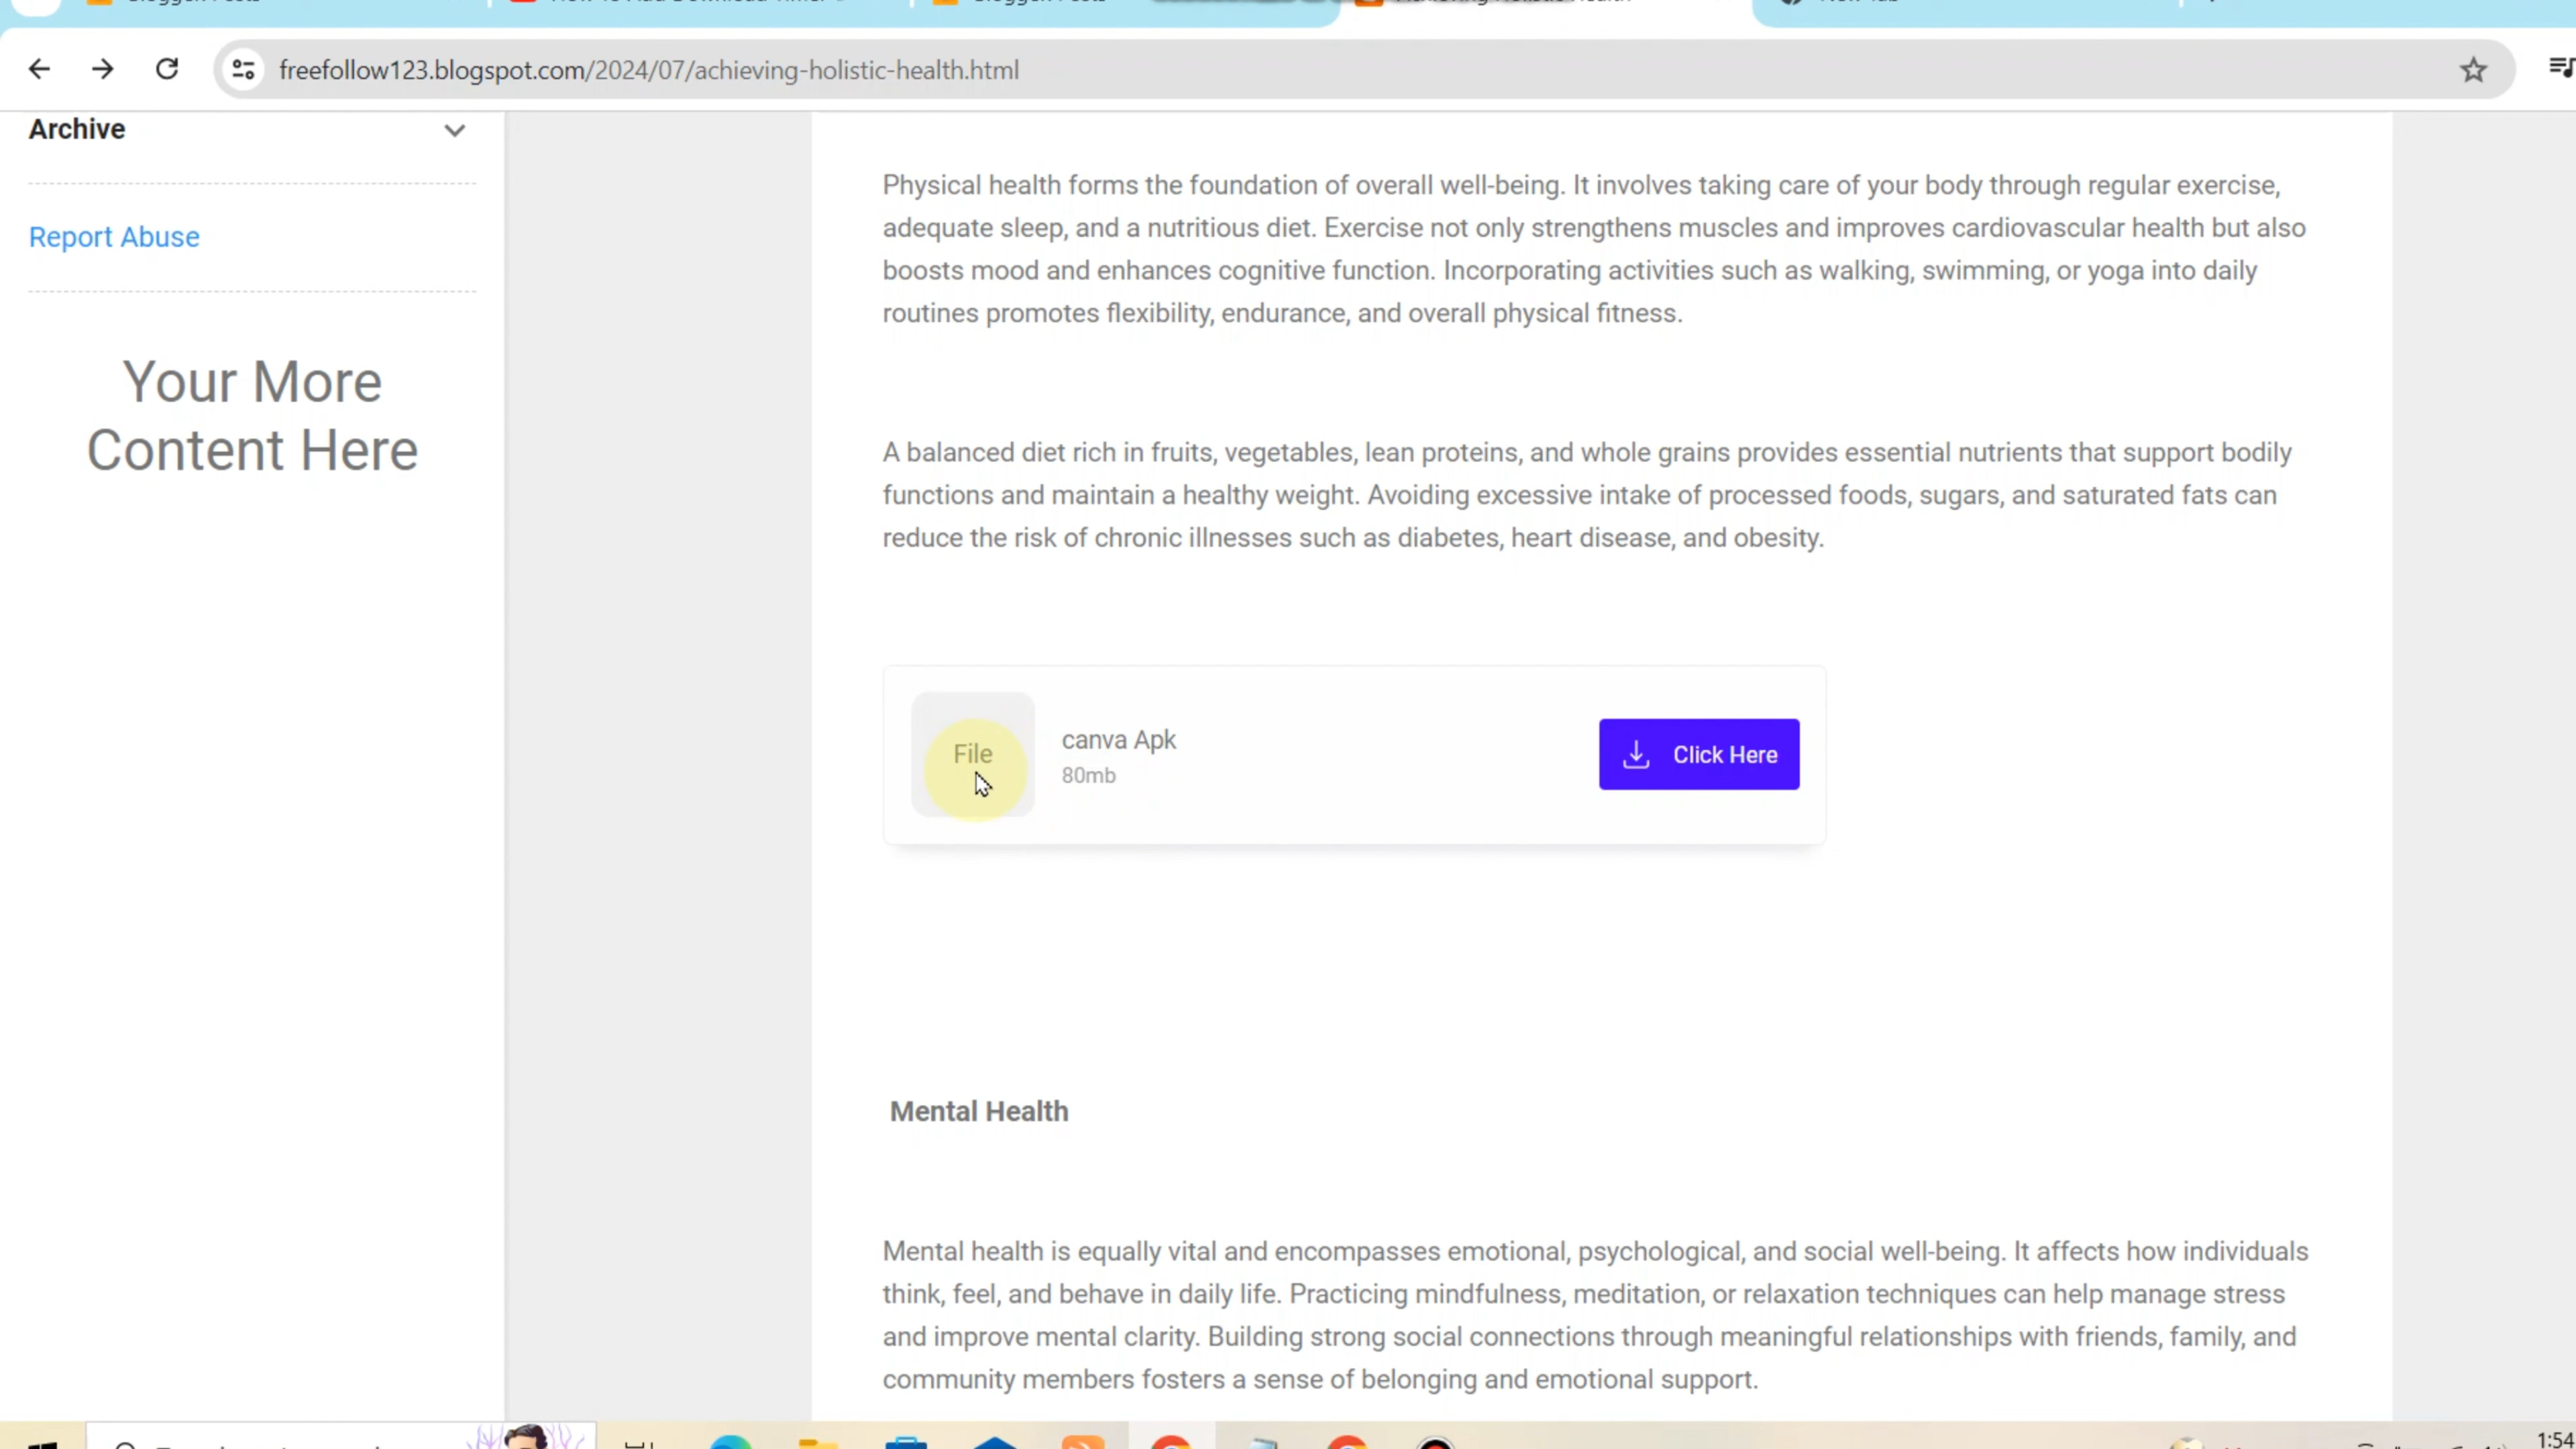 freefollow123.blogspot.com/2024/07/achieving-holistic-health.html
Archive
Report Abuse
Your More
Content Here
Physical health forms the foundation of overall well-being. It involves taking care of your body through regular exercise,
adequate sleep, and a nutritious diet. Exercise not only strengthens muscles and improves cardiovascular health but also
boosts mood and enhances cognitive function. Incorporating activities such as walking, swimming, or yoga into daily
routines promotes flexibility, endurance, and overall physical fitness.
A balanced diet rich in fruits, vegetables, lean proteins, and whole grains provides essential nutrients that support bodily
functions and maintain a healthy weight. Avoiding excessive intake of processed foods, sugars, and saturated fats can
reduce the risk of chronic illnesses such as diabetes, heart disease, and obesity.
File
canva Apk
80mb
Click Here
Mental Health
Mental health is equally vital and encompasses emotional, psychological, and social well-being. It affects how individuals
think, feel, and behave in daily life. Practicing mindfulness, meditation, or relaxation techniques can help manage stress
and improve mental clarity. Building strong social connections through meaningful relationships with friends, family, and
community members fosters a sense of belonging and emotional support.
1:54